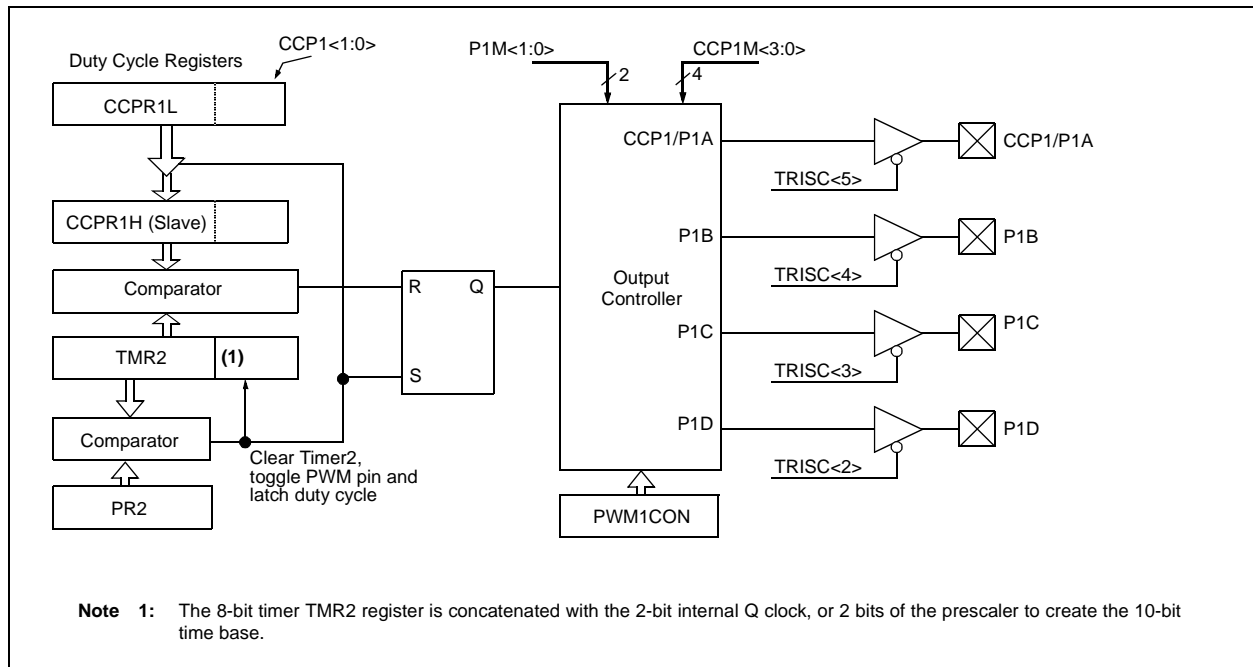 CCP1<1:0>
Duty Cycle Registers
CCPR1L
CCPR1H (Slave)
Comparator
TMR2
(1)
Comparator
PR2
Clear Timer2,
toggle PWM pin and
latch duty cycle
R
Q
S
P1M<1:0>
2
CCP1M<3:0>
4
Output
Controller
CCP1/P1A
P1B
P1C
P1D
PWM1CON
TRISC<5>
CCP1/P1A
TRISC<4>
P1B
TRISC<3>
P1C
TRISC<2>
P1D
Note 1: The 8-bit timer TMR2 register is concatenated with the 2-bit internal Q clock, or 2 bits of the prescaler to create the 10-bit
time base.